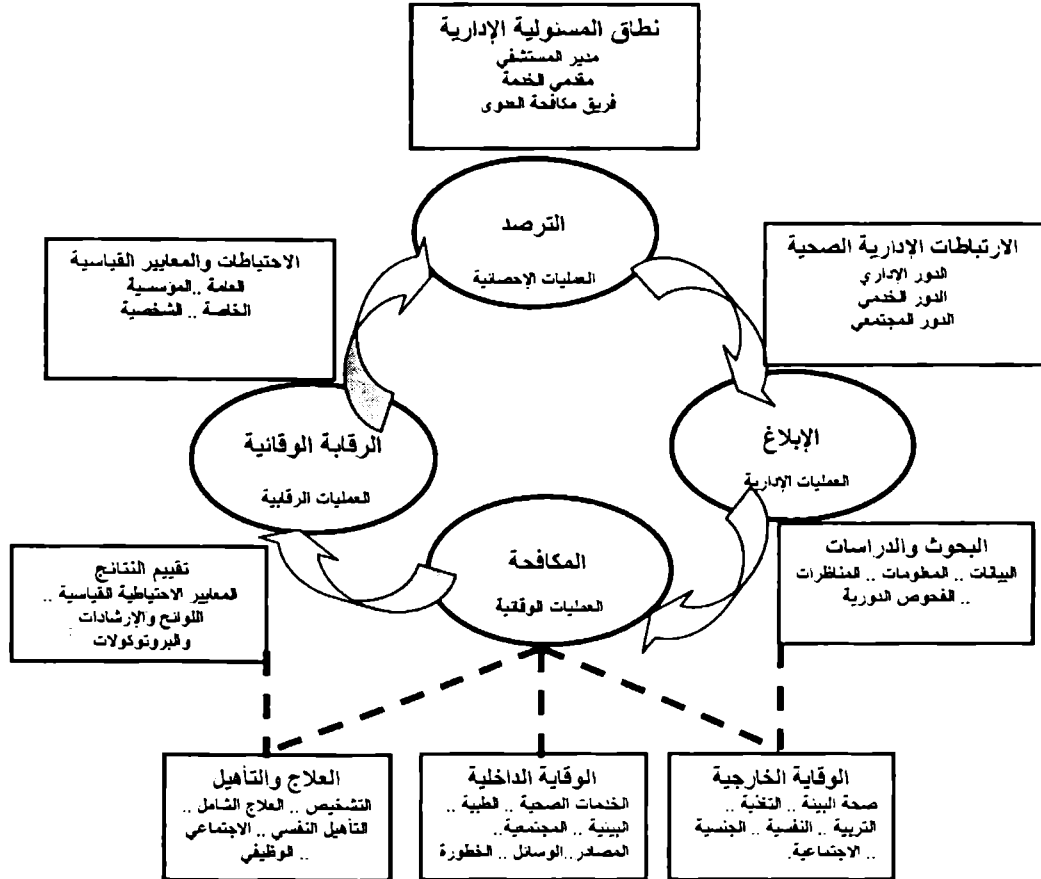 نطاق المسئولية الإدارية
مدير المستشفي
مقدمي الخدمة
فريق مكافحة العدوى
الترصد
العمليات الإحصائية
الارتباطات الإدارية الصحية
الدور الإداري
الدور الخدمي
الدور المجتمعي
الاحتياطات والمعايير القياسية
العامة ..المؤسسية
الخاصة .. الشخصية
الإبلاغ
العمليات الإدارية
الرقابة الوقائية
العمليات الرقابية
المكافحة
العمليات الوقائية
البحوث والدراسات
البيانات .. المعلومات .. المناظرات
.. الفحوص الدورية
تقييم النتائج
المعايير الاحتياطية القياسية ..
اللوائح والإرشادات
والبروتوكولات
الوقاية الخارجية
صحة البيئة .. التغذية ..
التربية .. النفسية .. الجنسية
.. الاجتماعية.
الوقاية الداخلية
الخدمات الصحية .. الطبية ..
البيئية .. المجتمعية..
المصادر..الوسائل .. الخطورة
العلاج والتأهيل
التشخيص .. العلاج الشامل ..
التأهيل النفسي .. الاجتماعي
.. الوظيفي